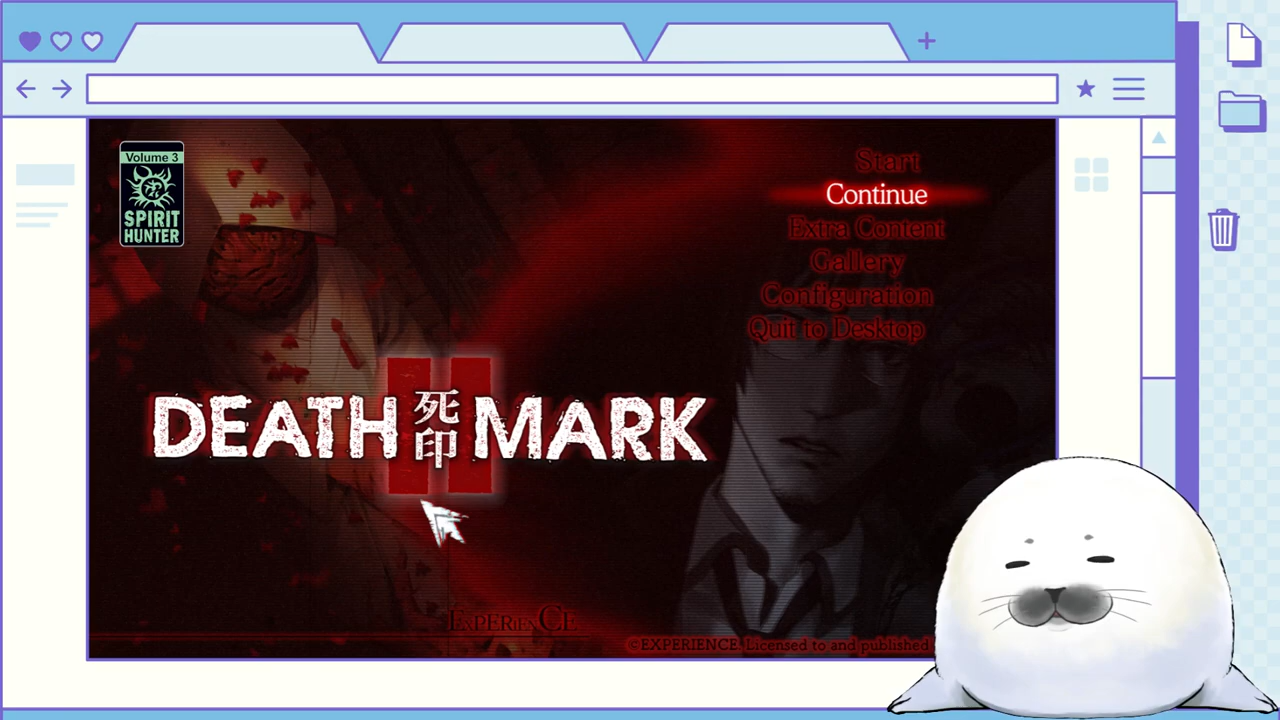 Volume 3
SPIRIT
HUNTER
Start
Continue
Extra Content
Gallery
Configuration
Quit to Desktop
DEATH 死印 MARK
II
EXPERIENCE
©EXPERIENCE. Licensed to and published